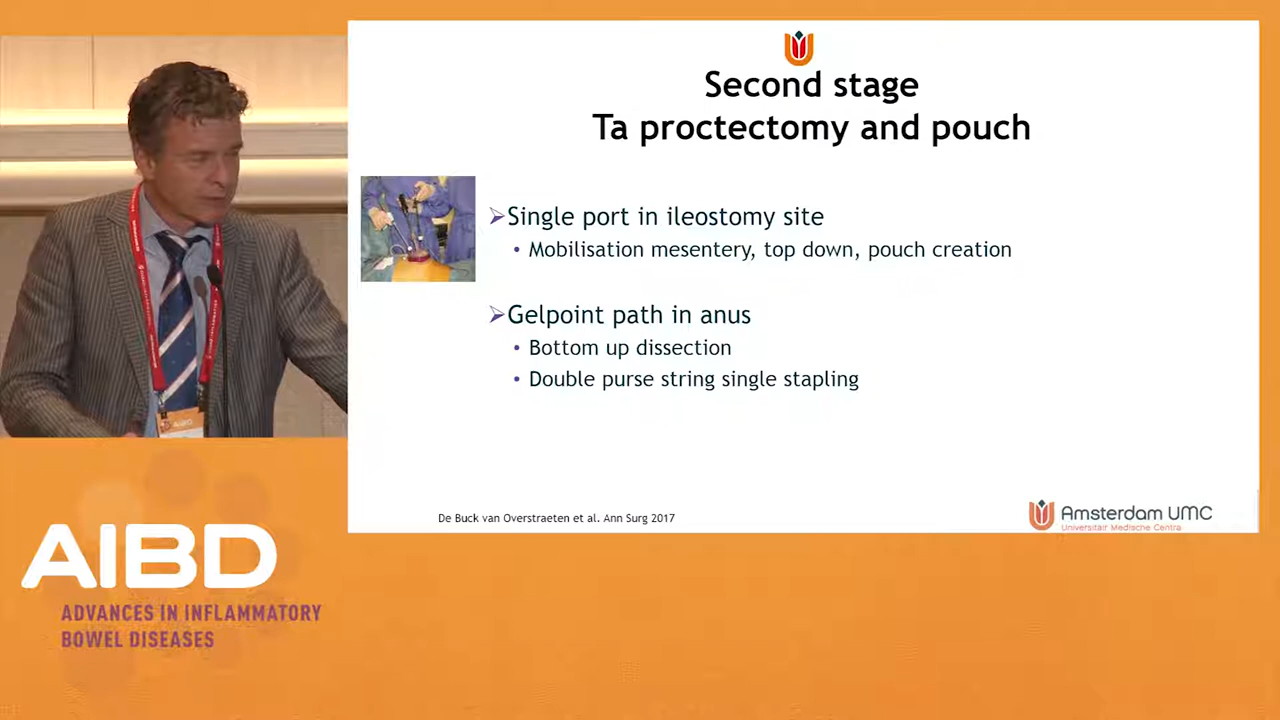 Second stage
Ta proctectomy and pouch
➢Single port in ileostomy site
• Mobilisation mesentery, top down, pouch creation
➢Gelpoint path in anus
• Bottom up dissection
• Double purse string single stapling
De Buck van Overstraeten et al. Ann Surg 2017
Amsterdam UMC
Universitair Medische Centra
AIBD
AIBD
ADVANCES IN INFLAMMATORY
BOWEL DISEASES